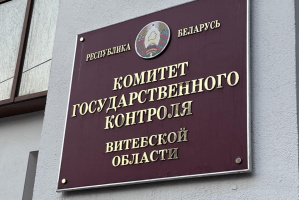 РЕСПУБЛИКА БЕЛАРУСЬ
КОМИТЕТ
ГОСУДАРСТВЕННОГО
КОНТРОЛЯ
ВИТЕБСКОЙ
ОБЛАСТИ